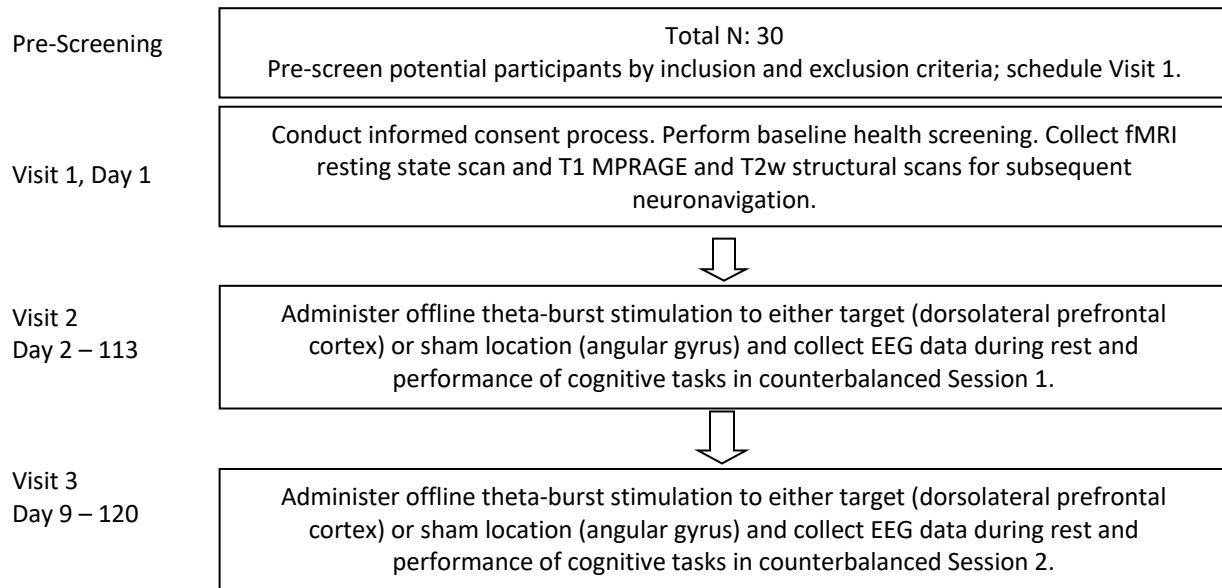 Pre-Screening
Total N: 30
Pre-screen potential participants by inclusion and exclusion criteria; schedule Visit 1.
Visit 1, Day 1
Conduct informed consent process. Perform baseline health screening. Collect fMRI
resting state scan and T1 MPRAGE and T2w structural scans for subsequent
neuronavigation.
Visit 2
Day 2 – 113
Administer offline theta-burst stimulation to either target (dorsolateral prefrontal
cortex) or sham location (angular gyrus) and collect EEG data during rest and
performance of cognitive tasks in counterbalanced Session 1.
Visit 3
Day 9 – 120
Administer offline theta-burst stimulation to either target (dorsolateral prefrontal
cortex) or sham location (angular gyrus) and collect EEG data during rest and
performance of cognitive tasks in counterbalanced Session 2.